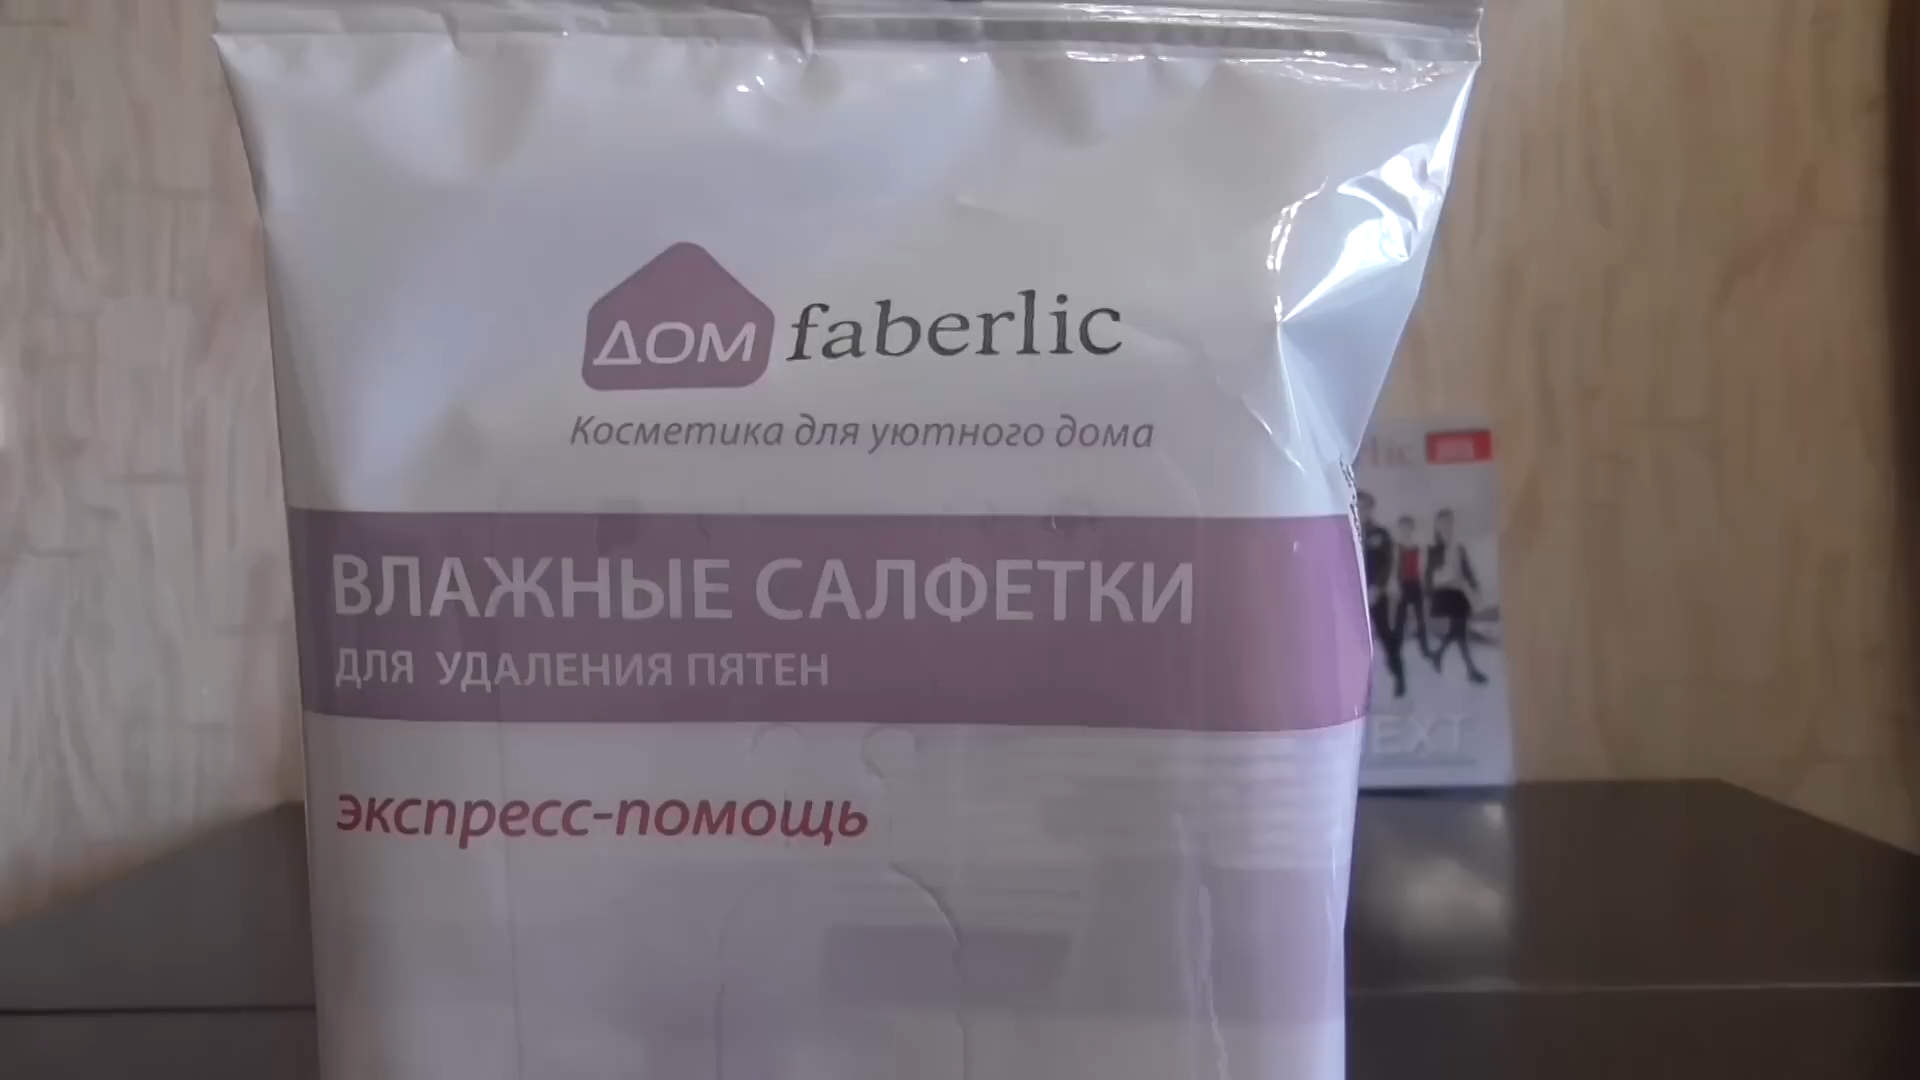 ДОМ faberlic
Косметика для уютного дома
ВЛАЖНЫЕ САЛФЕТКИ
ДЛЯ УДАЛЕНИЯ ПЯТЕН
экспресс-помощь